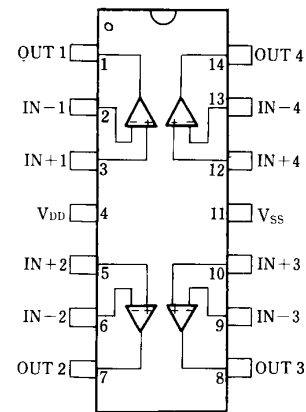 OUT 1 1 14 OUT 4
IN−1 2 13 IN−4
− + + −
IN+1 3 12 IN+4
VDD 4 11 VSS
IN+2 5 10 IN+3
− + + −
IN−2 6 9 IN−3
OUT 2 7 8 OUT 3